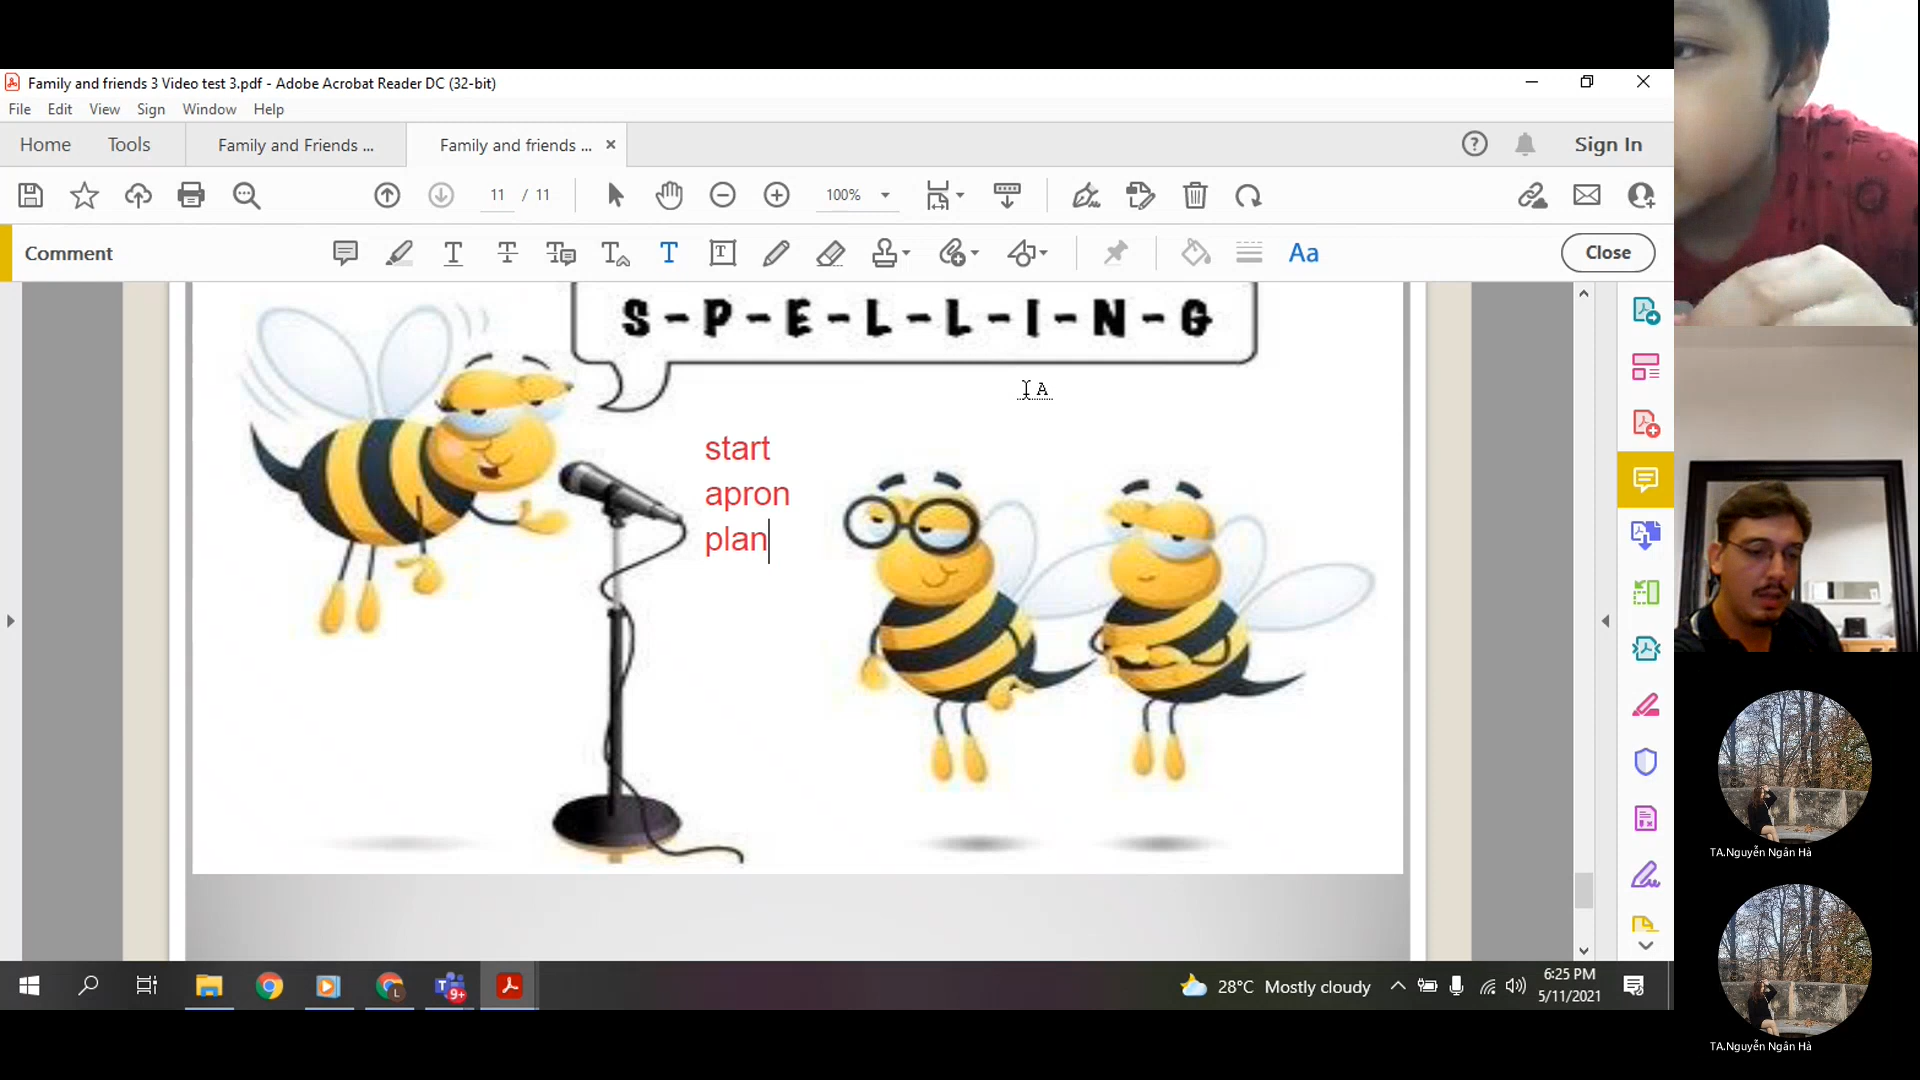 Family and friends 3 Video test 3.pdf - Adobe Acrobat Reader DC (32-bit)
File Edit View Sign Window Help
Home Tools Family and Friends ... Family and friends ... Sign In
11 / 11 100%
Comment Close
S-P-E-L-L-I-N-G
start
apron
plan
TA.Nguyễn Ngân Hà
TA.Nguyễn Ngân Hà
28°C Mostly cloudy
6:25 PM
5/11/2021
9+